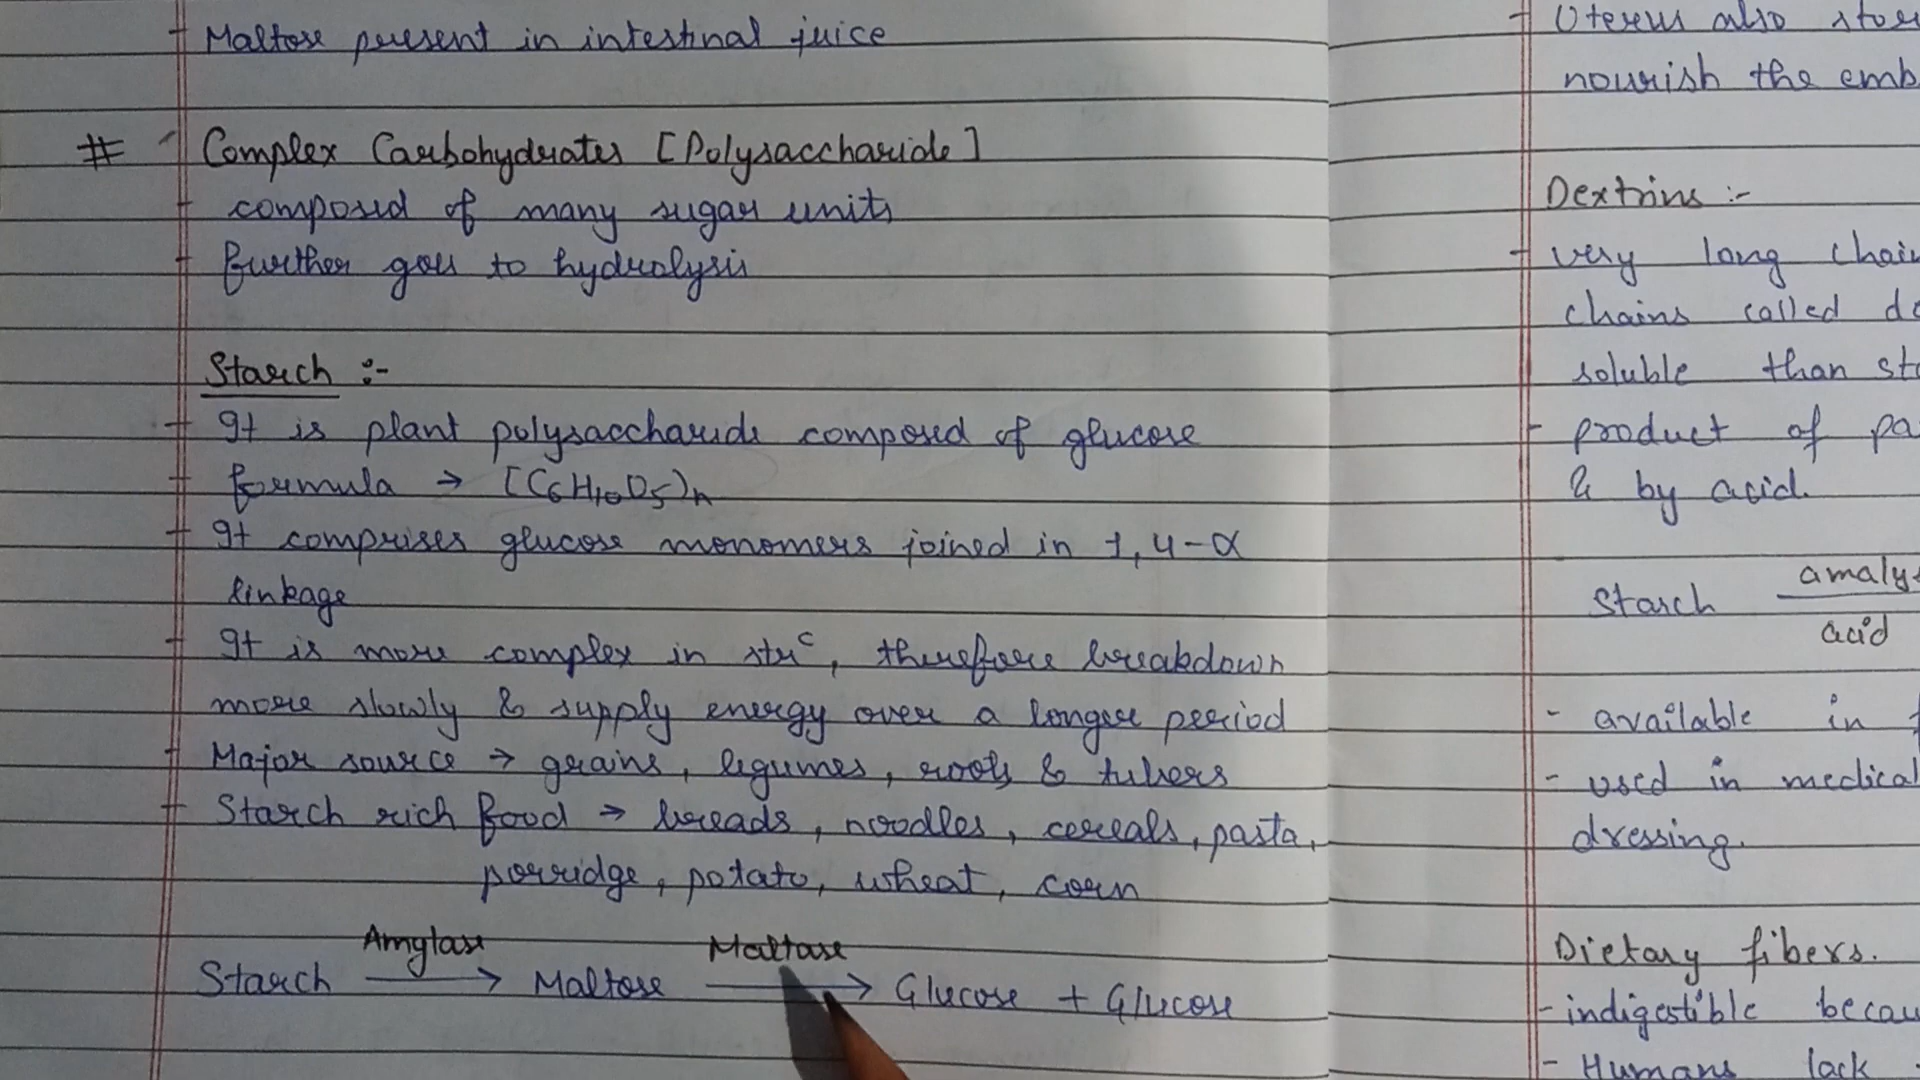 Maltose present in intestinal juice
# Complex Carbohydrates [Polysaccharide]
composed of many sugar units
further goes to hydrolysis
Starch :-
It is plant polysaccharide composed of glucose
formula → (C6H10O5)n
It comprises glucose monomers joined in 1,4-α
linkage
It is more complex in strc, therefore breakdown
more slowly & supply energy over a longer period
Major source → grains, legumes, roots & tubers
Starch rich food → breads, noodles, cereals, pasta,
porridge, potato, wheat, corn
Amylase Maltase
Starch → Maltose → Glucose + Glucose
Uterus also
nourish the
Dextrins :-
very long
chains called
soluble than
product of
& by acid.
Starch
acid
- available in
- used in medical
dressing.
Dietary fibers.
- indigestible
- Humans lack